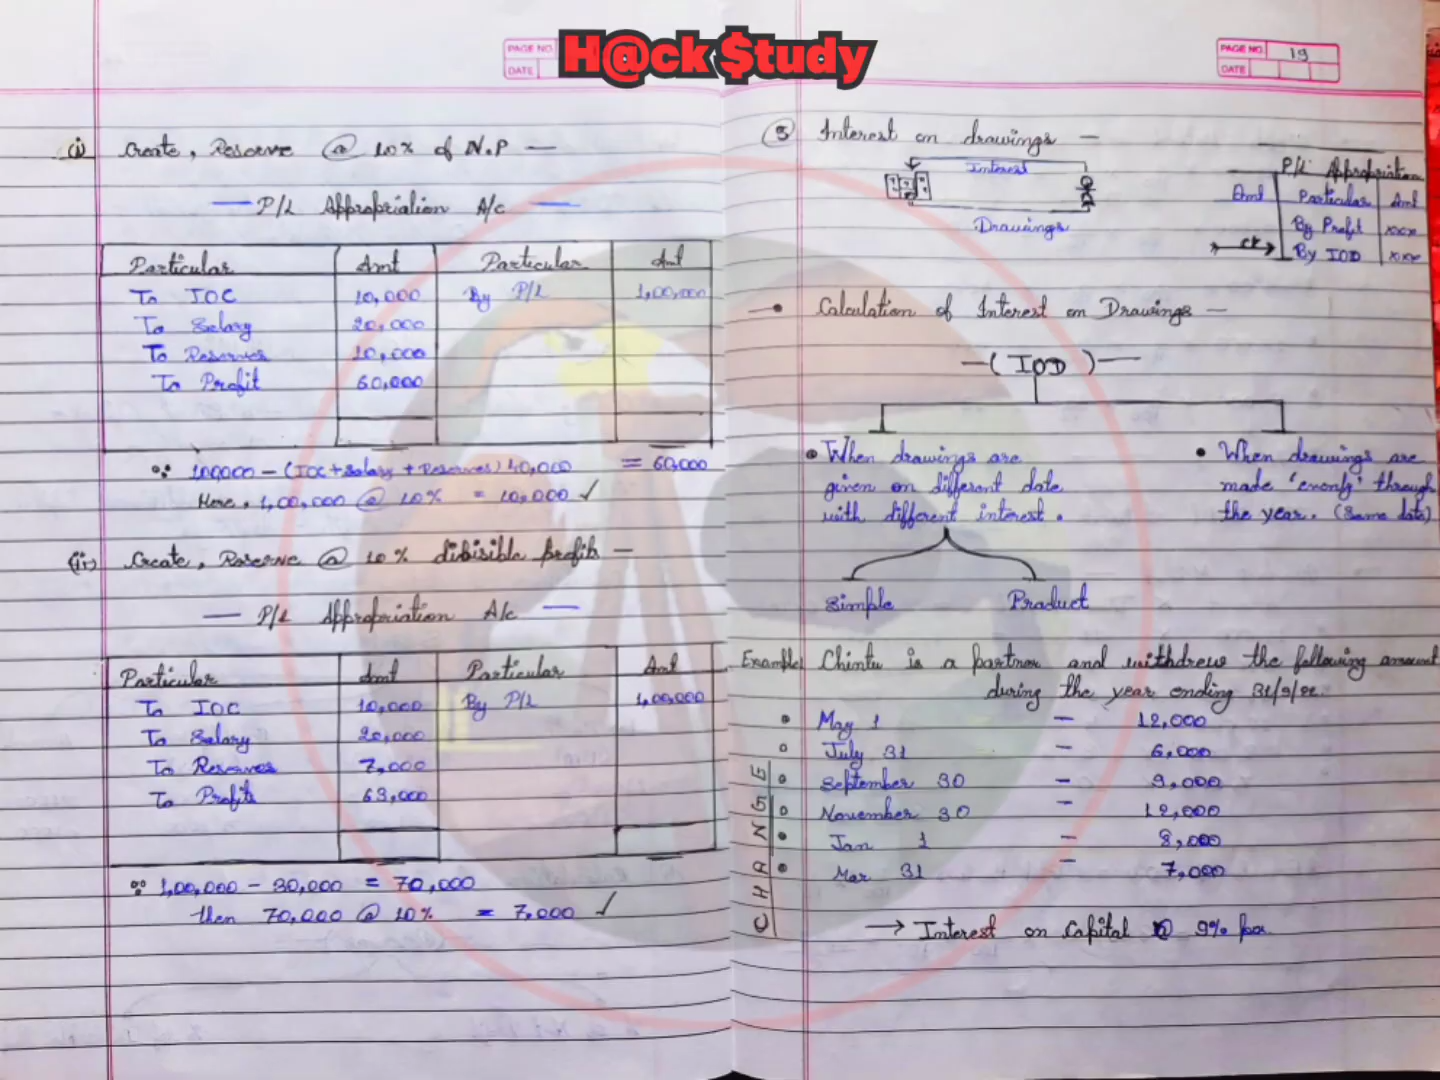 H@ck $tudy
PAGE NO.
DATE
(i) Create, Reserve @ 10% of N.P —
— P/L Appropriation A/c —
Particular Amt Particular Amt
To IOC 10,000 By P/L 1,00,000
To Salary 20,000
To Reserves 10,000
To Profit 60,000
∵ 100000 - (IOC + Salary + Reserves) 40,000 = 60,000
Here, 1,00,000 @ 10% = 10,000 ✓
(ii) Create, Reserve @ 10% dibisible profits —
— P/L Appropriation A/c —
Particular Amt Particular Amt
To IOC 10,000 By P/L 1,00,000
To Salary 20,000
To Reserves 7,000
To Profits 63,000
∵ 1,00,000 - 30,000 = 70,000
then 70,000 @ 10% = 7,000 ✓
PAGE NO. 19
DATE
(5) Interest on drawings —
Interest
Drawings
P/L Appropriation
Amt Particular Amt
By Profit xxx
By IOD xxx
Calculation of Interest on Drawings —
—( IOD )—
• When drawings are
given on different date
with different interest.
Simple Product
• When drawings are
made 'evenly' through
the year. (Same date)
Example Chintu is a partner and withdrew the following amount
during the year ending 31/3/22.
• May 1 — 12,000
• July 31 — 6,000
• September 30 — 9,000
• November 30 — 12,000
• Jan 1 — 8,000
• Mar 31 — 7,000
CHANGE
→ Interest on Capital @ 9% pa